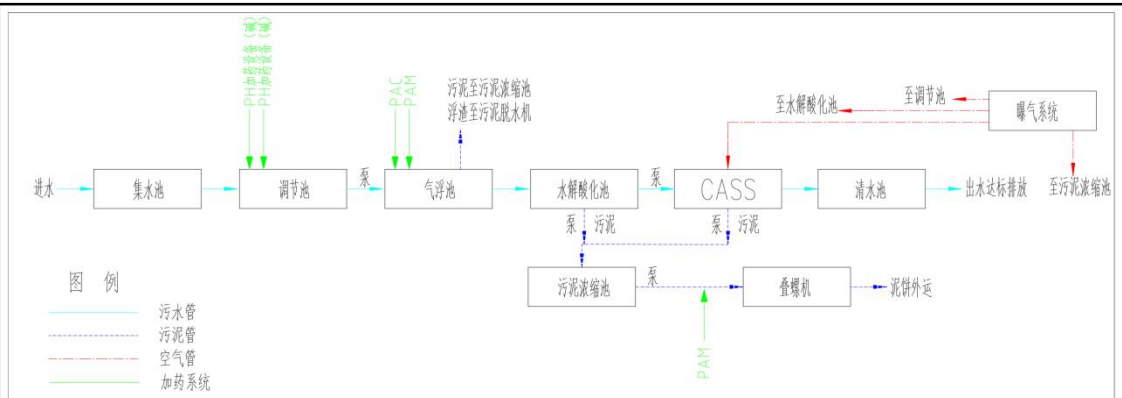 PH加药设备(碱)
PH加药设备(碱)
PAC
PAM
污泥至污泥浓缩池
浮渣至污泥脱水机
至调节池
至水解酸化池
曝气系统
进水
集水池
调节池
泵
气浮池
水解酸化池
泵
CASS
清水池
出水达标排放
至污泥浓缩池
泵
污泥
泵
污泥
污泥浓缩池
泵
叠螺机
泥饼外运
PAM
图 例
污水管
污泥管
空气管
加药系统